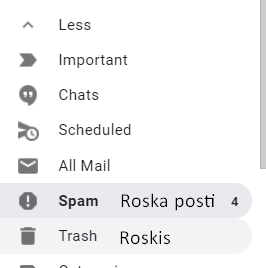 Less
Important
Chats
Scheduled
All Mail
Spam Roska posti 4
Trash Roskis